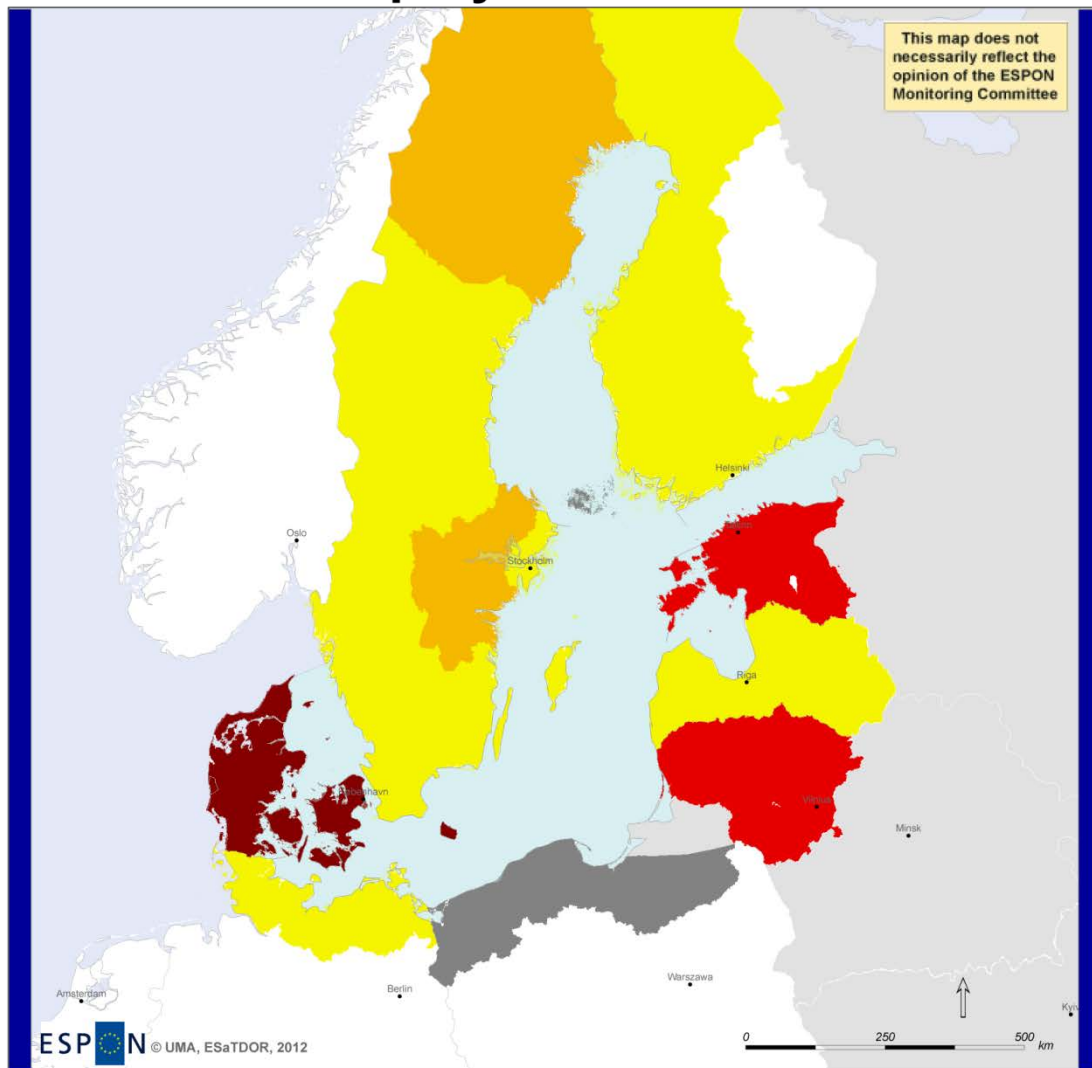 This map does not
necessarily reflect the
opinion of the ESPON
Monitoring Committee
Helsinki
Oslo
Stockholm
Riga
Vilnius
Minsk
Warszawa
Berlin
Amsterdam
0 250 500
km
ESPON © UMA, ESaTDOR, 2012